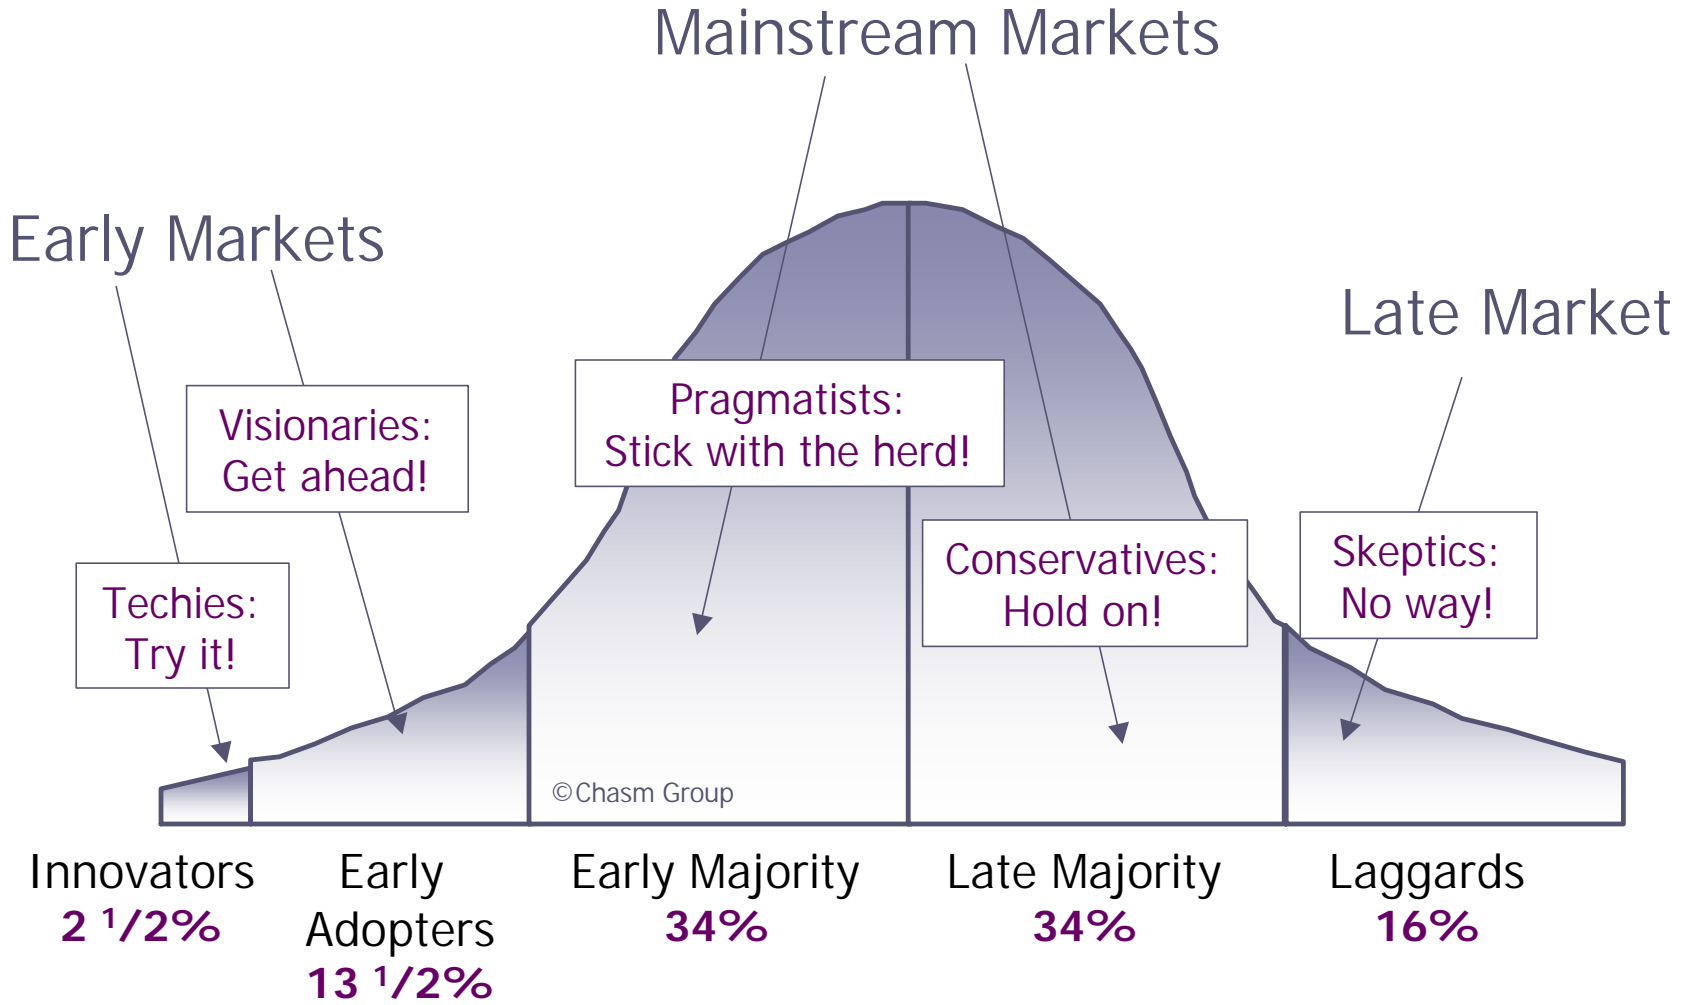 Mainstream Markets
Early Markets
Late Market
Visionaries:
Get ahead!
Pragmatists:
Stick with the herd!
Techies:
Try it!
Conservatives:
Hold on!
Skeptics:
No way!
©Chasm Group
Innovators
2 1/2%
Early
Adopters
13 1/2%
Early Majority
34%
Late Majority
34%
Laggards
16%